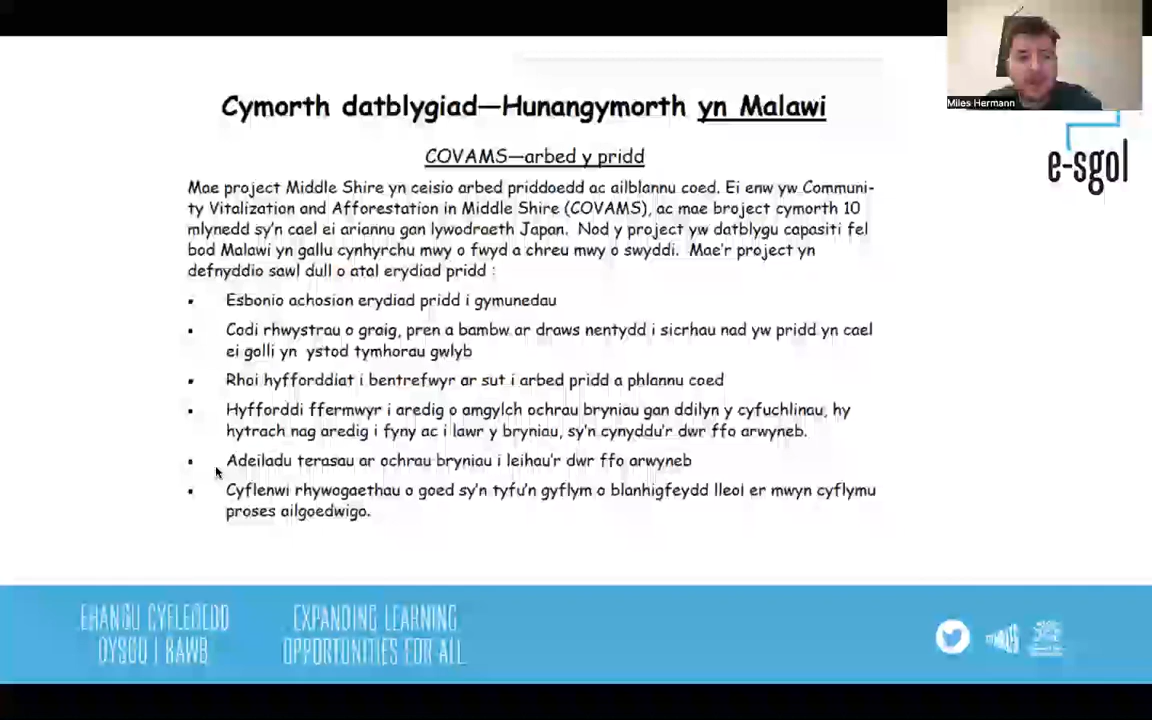 Miles Hermann
e-sgol
Cymorth datblygiad—Hunangymorth yn Malawi
COVAMS—arbed y pridd
Mae project Middle Shire yn ceisio arbed priddoedd ac ailblannu coed. Ei enw yw Communi-
ty Vitalization and Afforestation in Middle Shire (COVAMS), ac mae broject cymorth 10
mlynedd sy'n cael ei ariannu gan lywodraeth Japan. Nod y project yw datblygu capasiti fel
bod Malawi yn gallu cynhyrchu mwy o fwyd a chreu mwy o swyddi. Mae'r project yn
defnyddio sawl dull o atal erydiad pridd :
▪ Esbonio achosion erydiad pridd i gymunedau
▪ Codi rhwystrau o graig, pren a bambw ar draws nentydd i sicrhau nad yw pridd yn cael
ei golli yn ystod tymhorau gwlyb
▪ Rhoi hyfforddiat i bentrefwyr ar sut i arbed pridd a phlannu coed
▪ Hyfforddi ffermwyr i aredig o amgylch ochrau bryniau gan ddilyn y cyfuchlinau, hy
hytrach nag aredig i fyny ac i lawr y bryniau, sy'n cynyddu'r dwr ffo arwyneb.
▪ Adeiladu terasau ar ochrau bryniau i leihau'r dwr ffo arwyneb
▪ Cyflenwi rhywogaethau o goed sy'n tyfu'n gyflym o blanhigfeydd lleol er mwyn cyflymu
proses ailgoedwigo.
EHANGU CYFLEOEDD
DYSGU I BAWB
EXPANDING LEARNING
OPPORTUNITIES FOR ALL